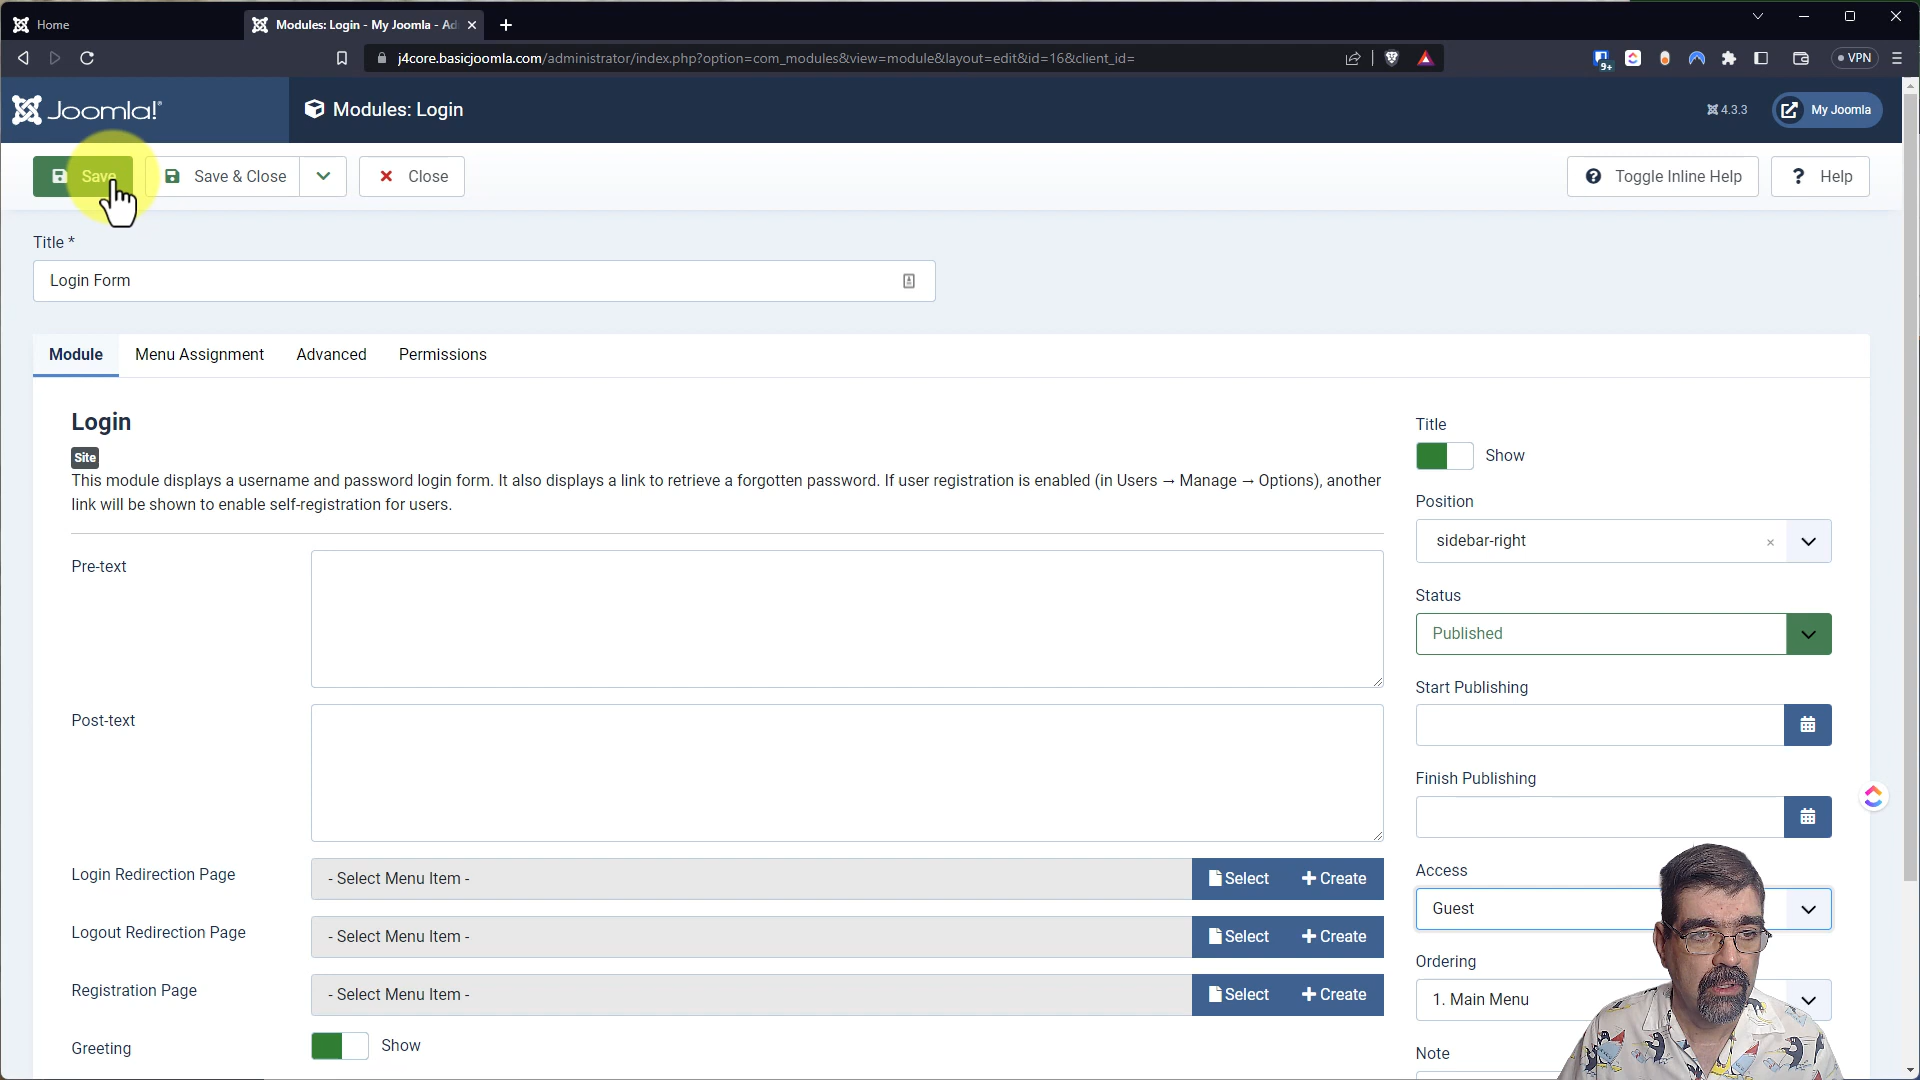 Home
Modules: Login - My Joomla - Ad
j4core.basicjoomla.com/administrator/index.php?option=com_modules&view=module&layout=edit&id=16&client_id=
9+
VPN
Joomla!
Modules: Login
4.3.3
My Joomla
Save
Save & Close
Close
Toggle Inline Help
? Help
Title *
Login Form
Module
Menu Assignment
Advanced
Permissions
Login
Site
This module displays a username and password login form. It also displays a link to retrieve a forgotten password. If user registration is enabled (in Users → Manage → Options), another
link will be shown to enable self-registration for users.
Pre-text
Post-text
Login Redirection Page
- Select Menu Item -
Select
Create
Logout Redirection Page
- Select Menu Item -
Select
Create
Registration Page
- Select Menu Item -
Select
Create
Greeting
Show
Title
Show
Position
sidebar-right
Status
Published
Start Publishing
Finish Publishing
Access
Guest
Ordering
1. Main Menu
Note